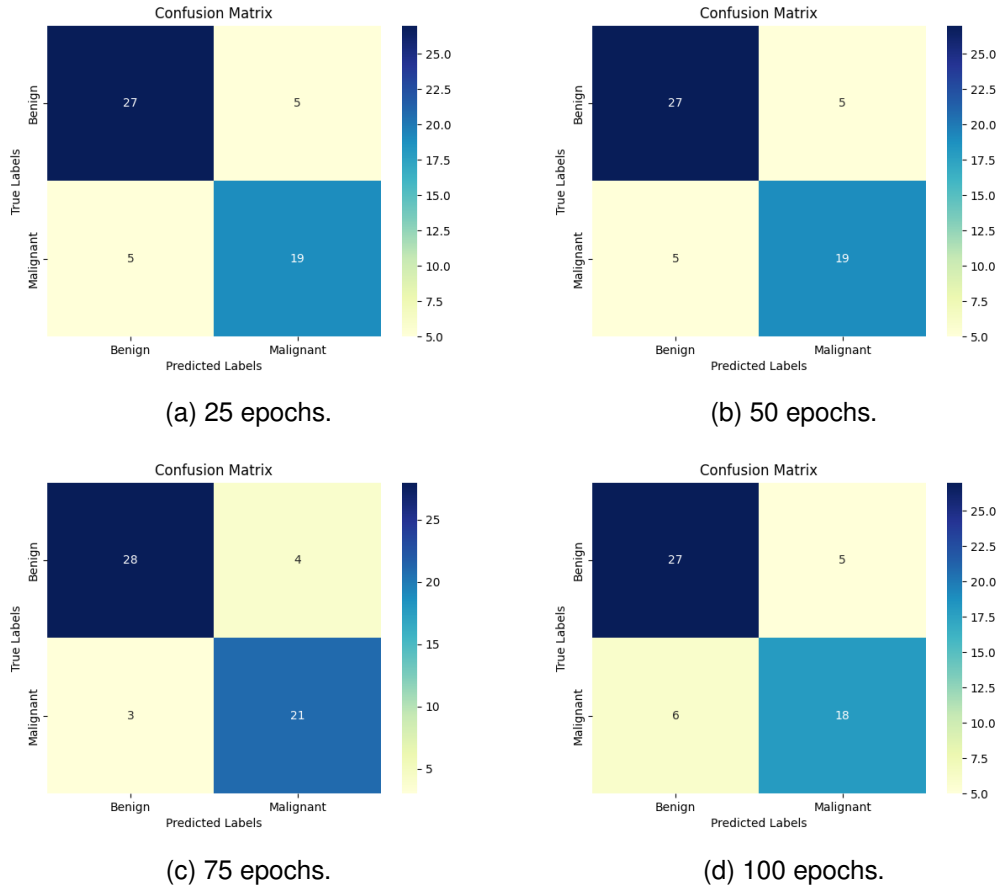 Confusion Matrix
Benign
Malignant
True Labels
27 5
5 19
Benign Malignant
Predicted Labels
25.0
22.5
20.0
17.5
15.0
12.5
10.0
7.5
5.0
(a) 25 epochs.
Confusion Matrix
Benign
Malignant
True Labels
27 5
5 19
Benign Malignant
Predicted Labels
25.0
22.5
20.0
17.5
15.0
12.5
10.0
7.5
5.0
(b) 50 epochs.
Confusion Matrix
Benign
Malignant
True Labels
28 4
3 21
Benign Malignant
Predicted Labels
25
20
15
10
5
(c) 75 epochs.
Confusion Matrix
Benign
Malignant
True Labels
27 5
6 18
Benign Malignant
Predicted Labels
25.0
22.5
20.0
17.5
15.0
12.5
10.0
7.5
5.0
(d) 100 epochs.